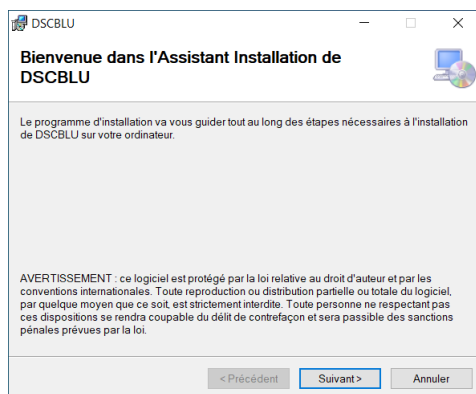 DSCBLU
Bienvenue dans l'Assistant Installation de
DSCBLU
Le programme d'installation va vous guider tout au long des étapes nécessaires à l'installation
de DSCBLU sur votre ordinateur.
AVERTISSEMENT : ce logiciel est protégé par la loi relative au droit d'auteur et par les
conventions internationales. Toute reproduction ou distribution partielle ou totale du logiciel,
par quelque moyen que ce soit, est strictement interdite. Toute personne ne respectant pas
ces dispositions se rendra coupable du délit de contrefaçon et sera passible des sanctions
pénales prévues par la loi.
< Précédent Suivant > Annuler